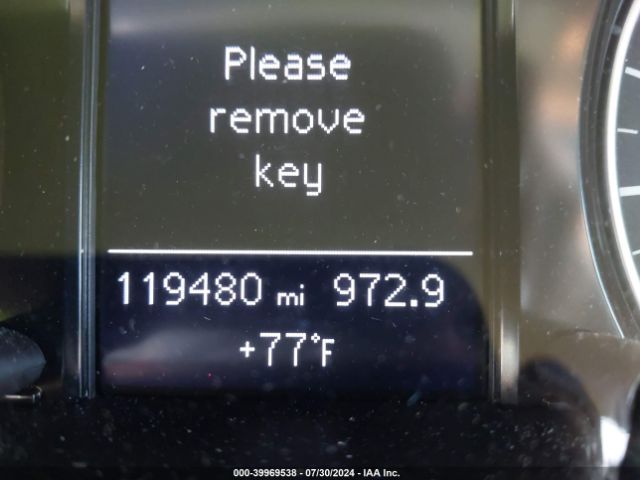 Please
remove
key
119480 mi 972.9
+77°F
000-39969538 - 07/30/2024 - IAA Inc.